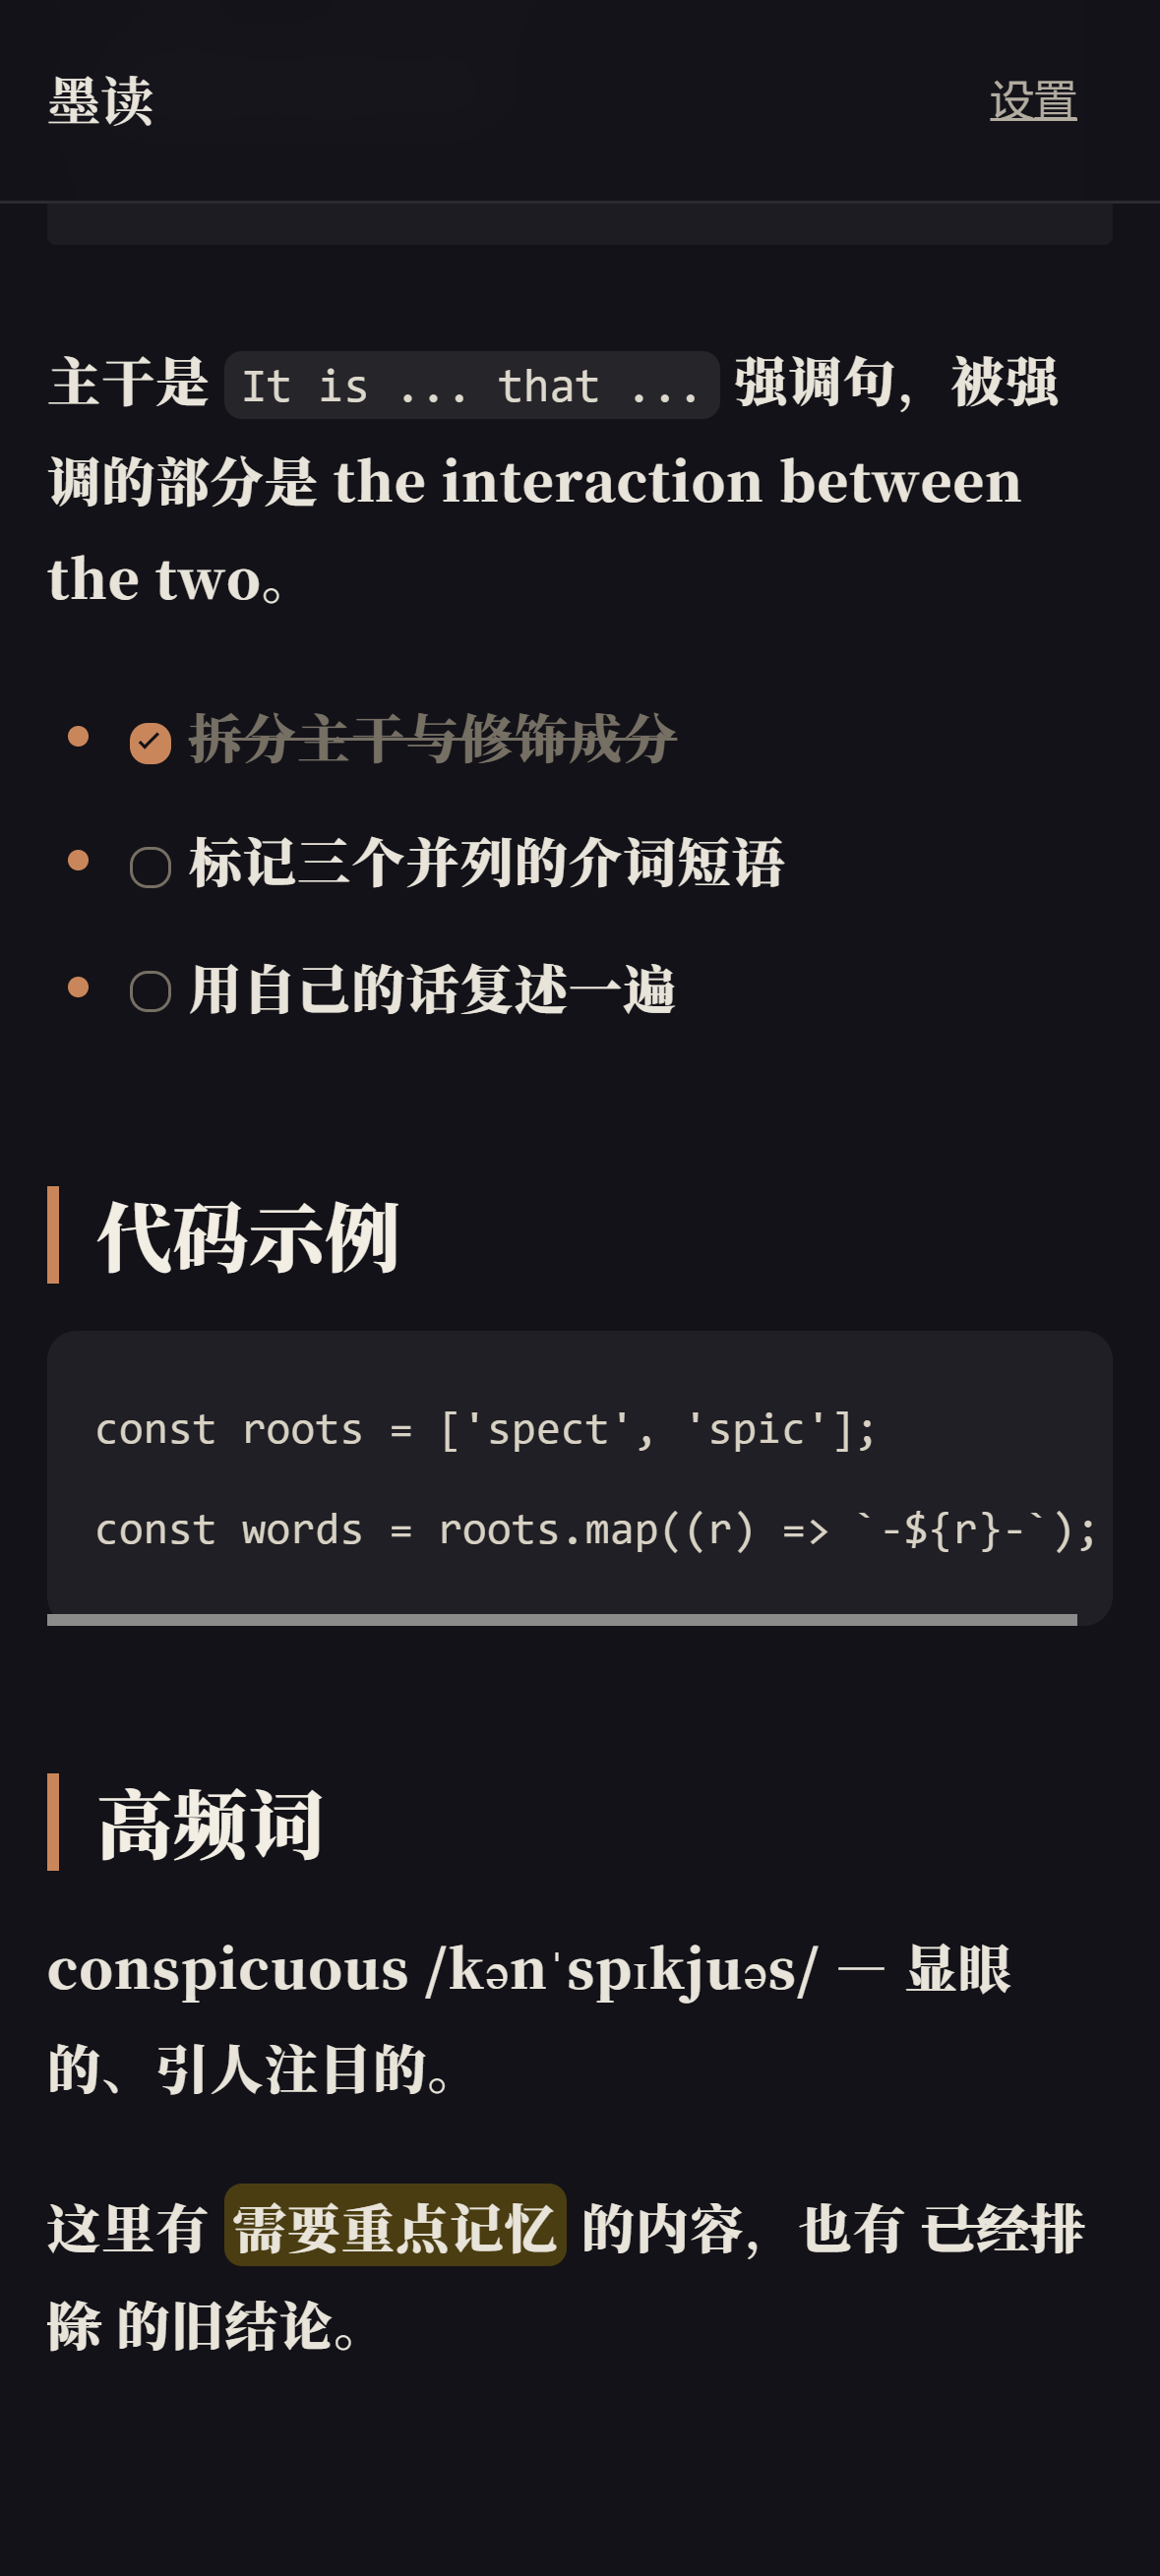 墨读
设置
主干是 It is ... that ... 强调句，被强
调的部分是 the interaction between
the two。
拆分主干与修饰成分
标记三个并列的介词短语
用自己的话复述一遍
代码示例
const roots = ['spect', 'spic'];
const words = roots.map((r) => `-${r}-`);
高频词
conspicuous /kənˈspɪkjuəs/ — 显眼
的、引人注目的。
这里有 需要重点记忆 的内容，也有 已经排
除 的旧结论。